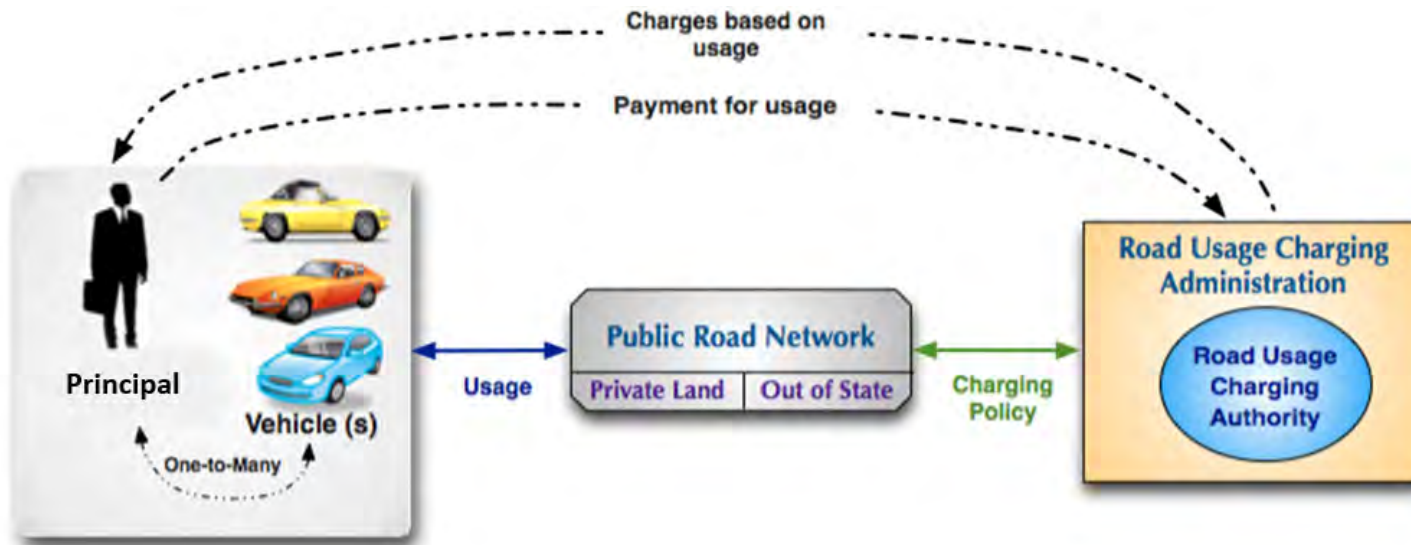 Charges based on
usage
Payment for usage
Principal
Vehicle (s)
One-to-Many
Usage
Public Road Network
Private Land
Out of State
Charging
Policy
Road Usage Charging
Administration
Road Usage
Charging
Authority